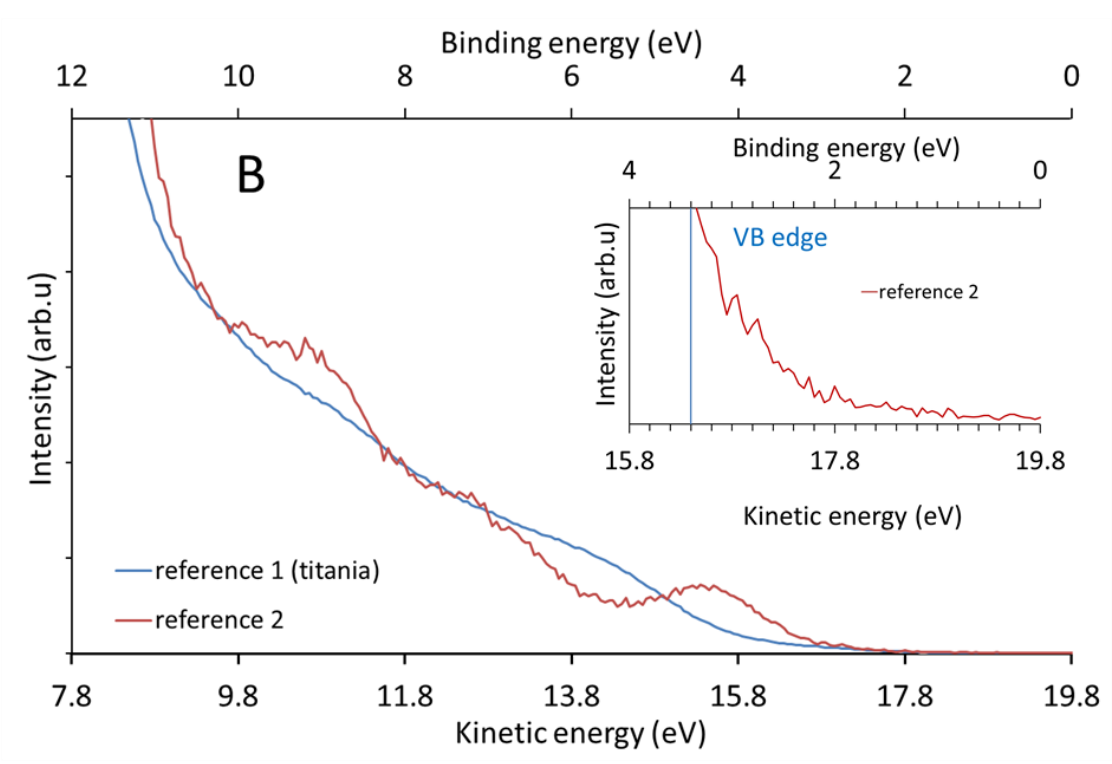 Binding energy (eV)
12 10 8 6 4 2 0
B
Binding energy (eV)
4 2 0
VB edge
reference 2
Intensity (arb.u)
15.8 17.8 19.8
Kinetic energy (eV)
Intensity (arb.u)
reference 1 (titania)
reference 2
7.8 9.8 11.8 13.8 15.8 17.8 19.8
Kinetic energy (eV)